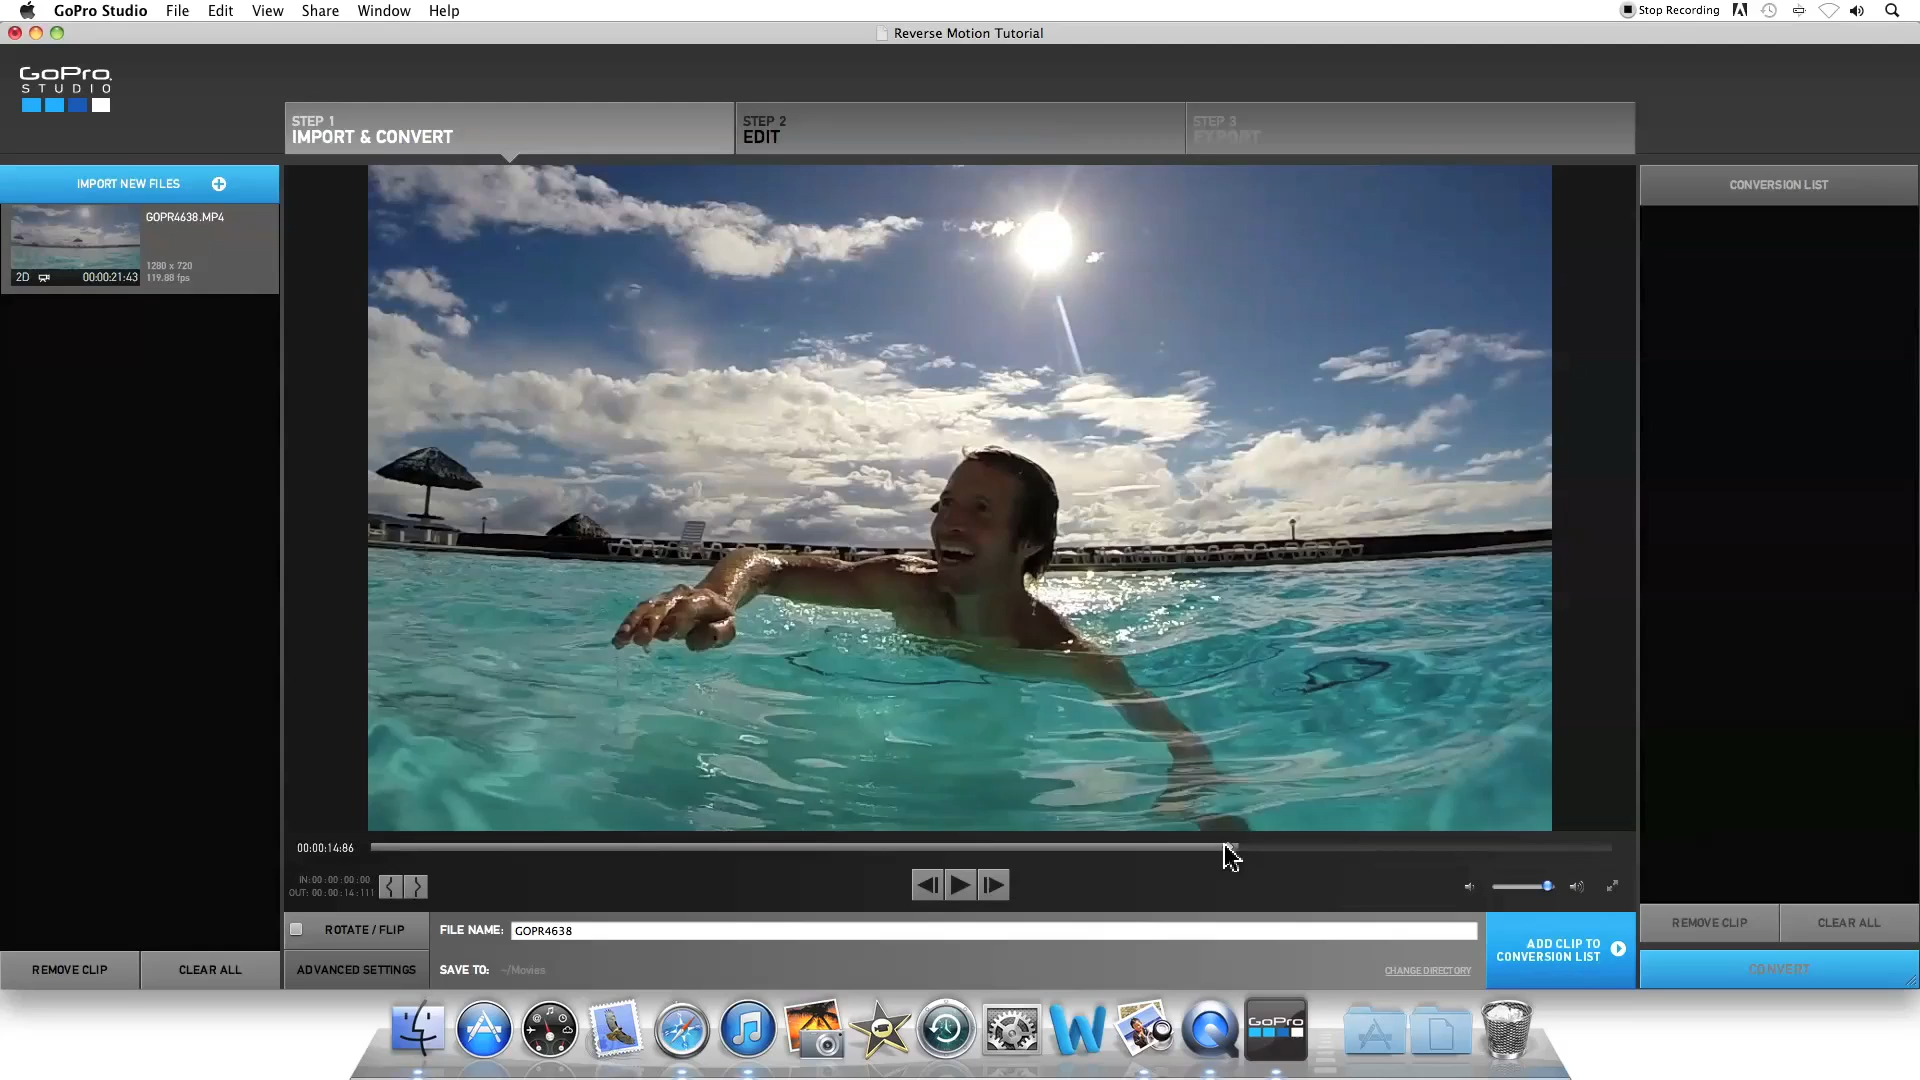 GoPro Studio File Edit View Share Window Help
Stop Recording
Reverse Motion Tutorial
GoPro
STUDIO
STEP 1
IMPORT & CONVERT
STEP 2
EDIT
STEP 3
EXPORT
IMPORT NEW FILES
GOPR4638.MP4
1280 x 720
119.88 fps
2D 00:00:21:43
CONVERSION LIST
00:00:14:86
IN: 00:00:00:00
OUT: 00:00:14:111
ROTATE / FLIP
FILE NAME: GOPR4638
ADVANCED SETTINGS
SAVE TO: ~/Movies
CHANGE DIRECTORY
ADD CLIP TO
CONVERSION LIST
REMOVE CLIP
CLEAR ALL
REMOVE CLIP
CLEAR ALL
CONVERT
GoPro